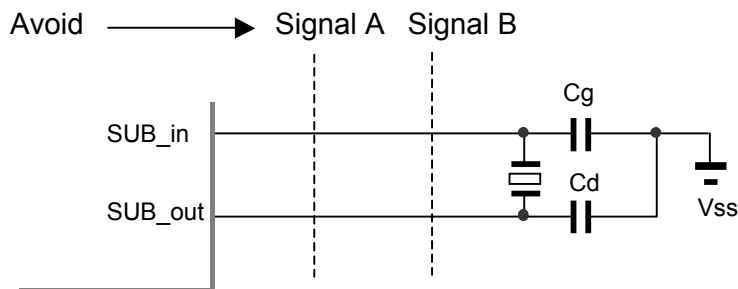 Avoid Signal A Signal B
Cg
SUB_in
Cd
SUB_out
Vss